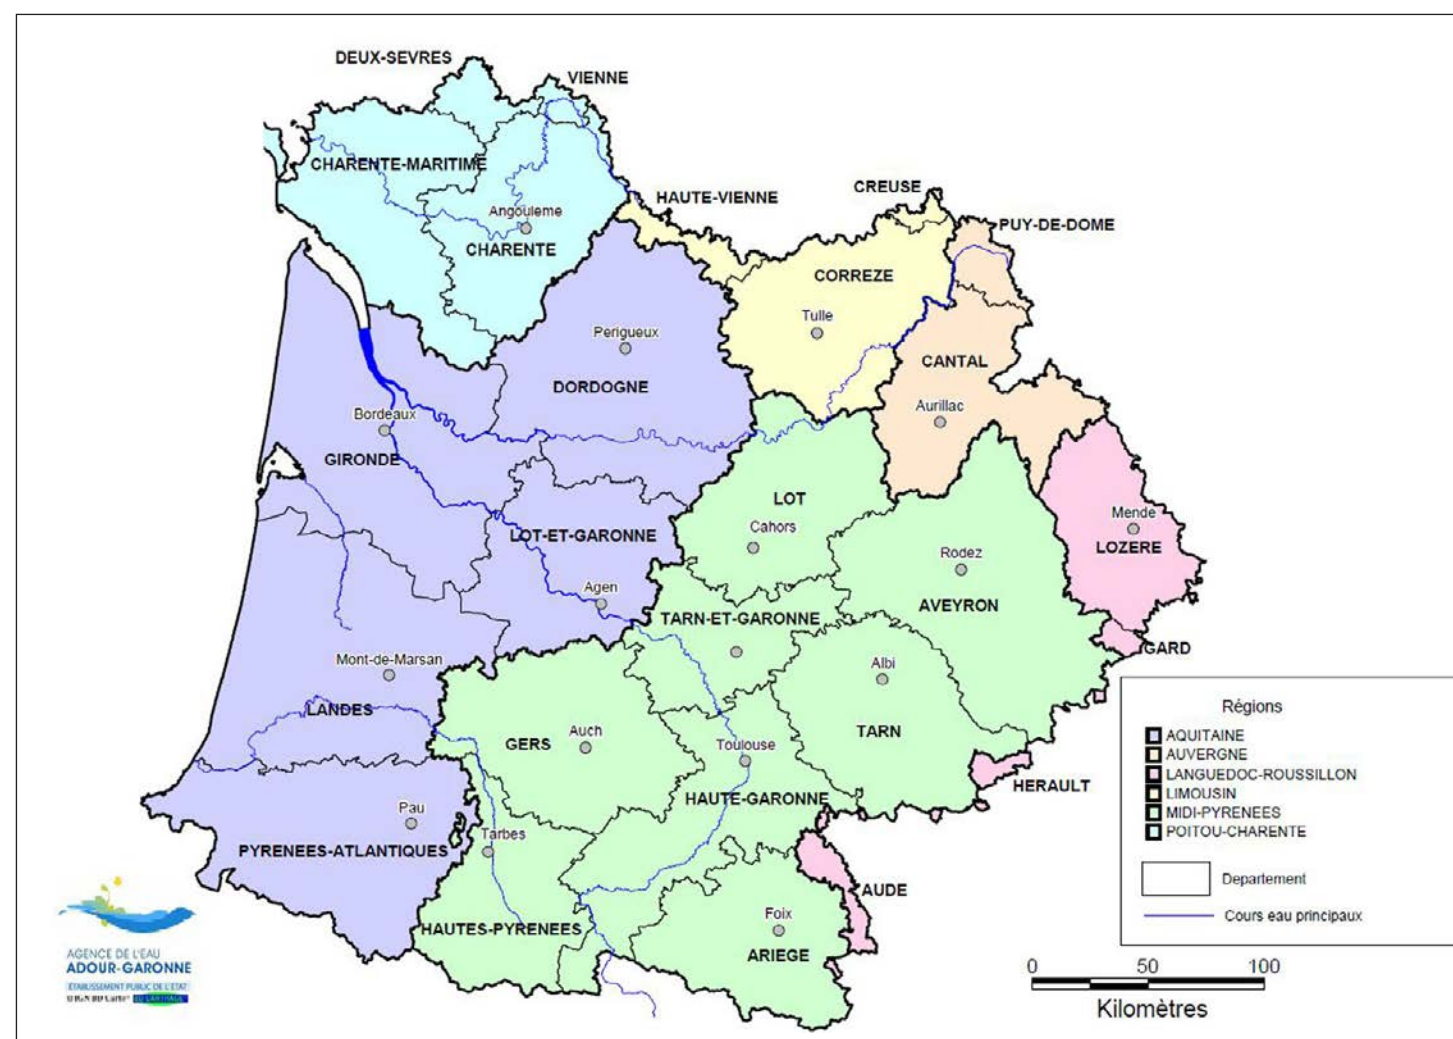 DEUX-SEVRES
VIENNE
CHARENTE-MARITIME
HAUTE-VIENNE
CREUSE
Angouleme
PUY-DE-DOME
CHARENTE
CORREZE
Tulle
Perigueux
CANTAL
DORDOGNE
Aurillac
Bordeaux
GIRONDE
LOT
Mende
Cahors
LOT-ET-GARONNE
LOZERE
Rodez
Agen
AVEYRON
TARN-ET-GARONNE
GARD
Mont-de-Marsan
Albi
LANDES
Auch
TARN
GERS
Toulouse
HERAULT
HAUTE-GARONNE
Pau
Tarbes
PYRENEES-ATLANTIQUES
AUDE
Foix
HAUTES-PYRENEES
ARIEGE
Régions
AQUITAINE
AUVERGNE
LANGUEDOC-ROUSSILLON
LIMOUSIN
MIDI-PYRENEES
POITOU-CHARENTE
Departement
Cours eau principaux
0 50 100
Kilomètres
AGENCE DE L'EAU
ADOUR-GARONNE
ETABLISSEMENT PUBLIC DE L'ETAT